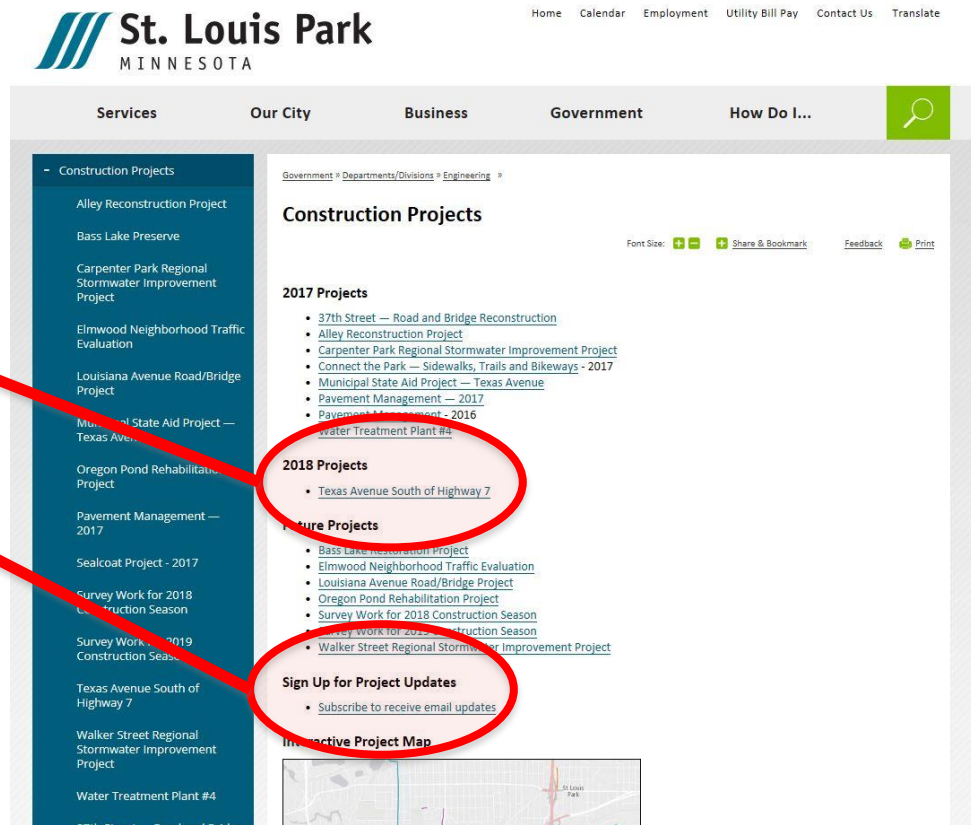 St. Louis Park
MINNESOTA
Home Calendar Employment Utility Bill Pay Contact Us Translate
Services Our City Business Government How Do I...
- Construction Projects
Alley Reconstruction Project
Bass Lake Preserve
Carpenter Park Regional
Stormwater Improvement
Project
Elmwood Neighborhood Traffic
Evaluation
Louisiana Avenue Road/Bridge
Project
Municipal State Aid Project —
Texas Avenue
Oregon Pond Rehabilitation
Project
Pavement Management —
2017
Sealcoat Project - 2017
Survey Work for 2018
Construction Season
Survey Work for 2019
Construction Season
Texas Avenue South of
Highway 7
Walker Street Regional
Stormwater Improvement
Project
Water Treatment Plant #4
Government » Departments/Divisions » Engineering »
Construction Projects
Font Size: + - + Share & Bookmark Feedback Print
2017 Projects
• 37th Street — Road and Bridge Reconstruction
• Alley Reconstruction Project
• Carpenter Park Regional Stormwater Improvement Project
• Connect the Park — Sidewalks, Trails and Bikeways - 2017
• Municipal State Aid Project — Texas Avenue
• Pavement Management — 2017
• Pavement Management - 2016
• Water Treatment Plant #4
2018 Projects
• Texas Avenue South of Highway 7
Future Projects
• Bass Lake Restoration Project
• Elmwood Neighborhood Traffic Evaluation
• Louisiana Avenue Road/Bridge Project
• Oregon Pond Rehabilitation Project
• Survey Work for 2018 Construction Season
• Survey Work for 2019 Construction Season
• Walker Street Regional Stormwater Improvement Project
Sign Up for Project Updates
• Subscribe to receive email updates
Interactive Project Map
St Louis
Park